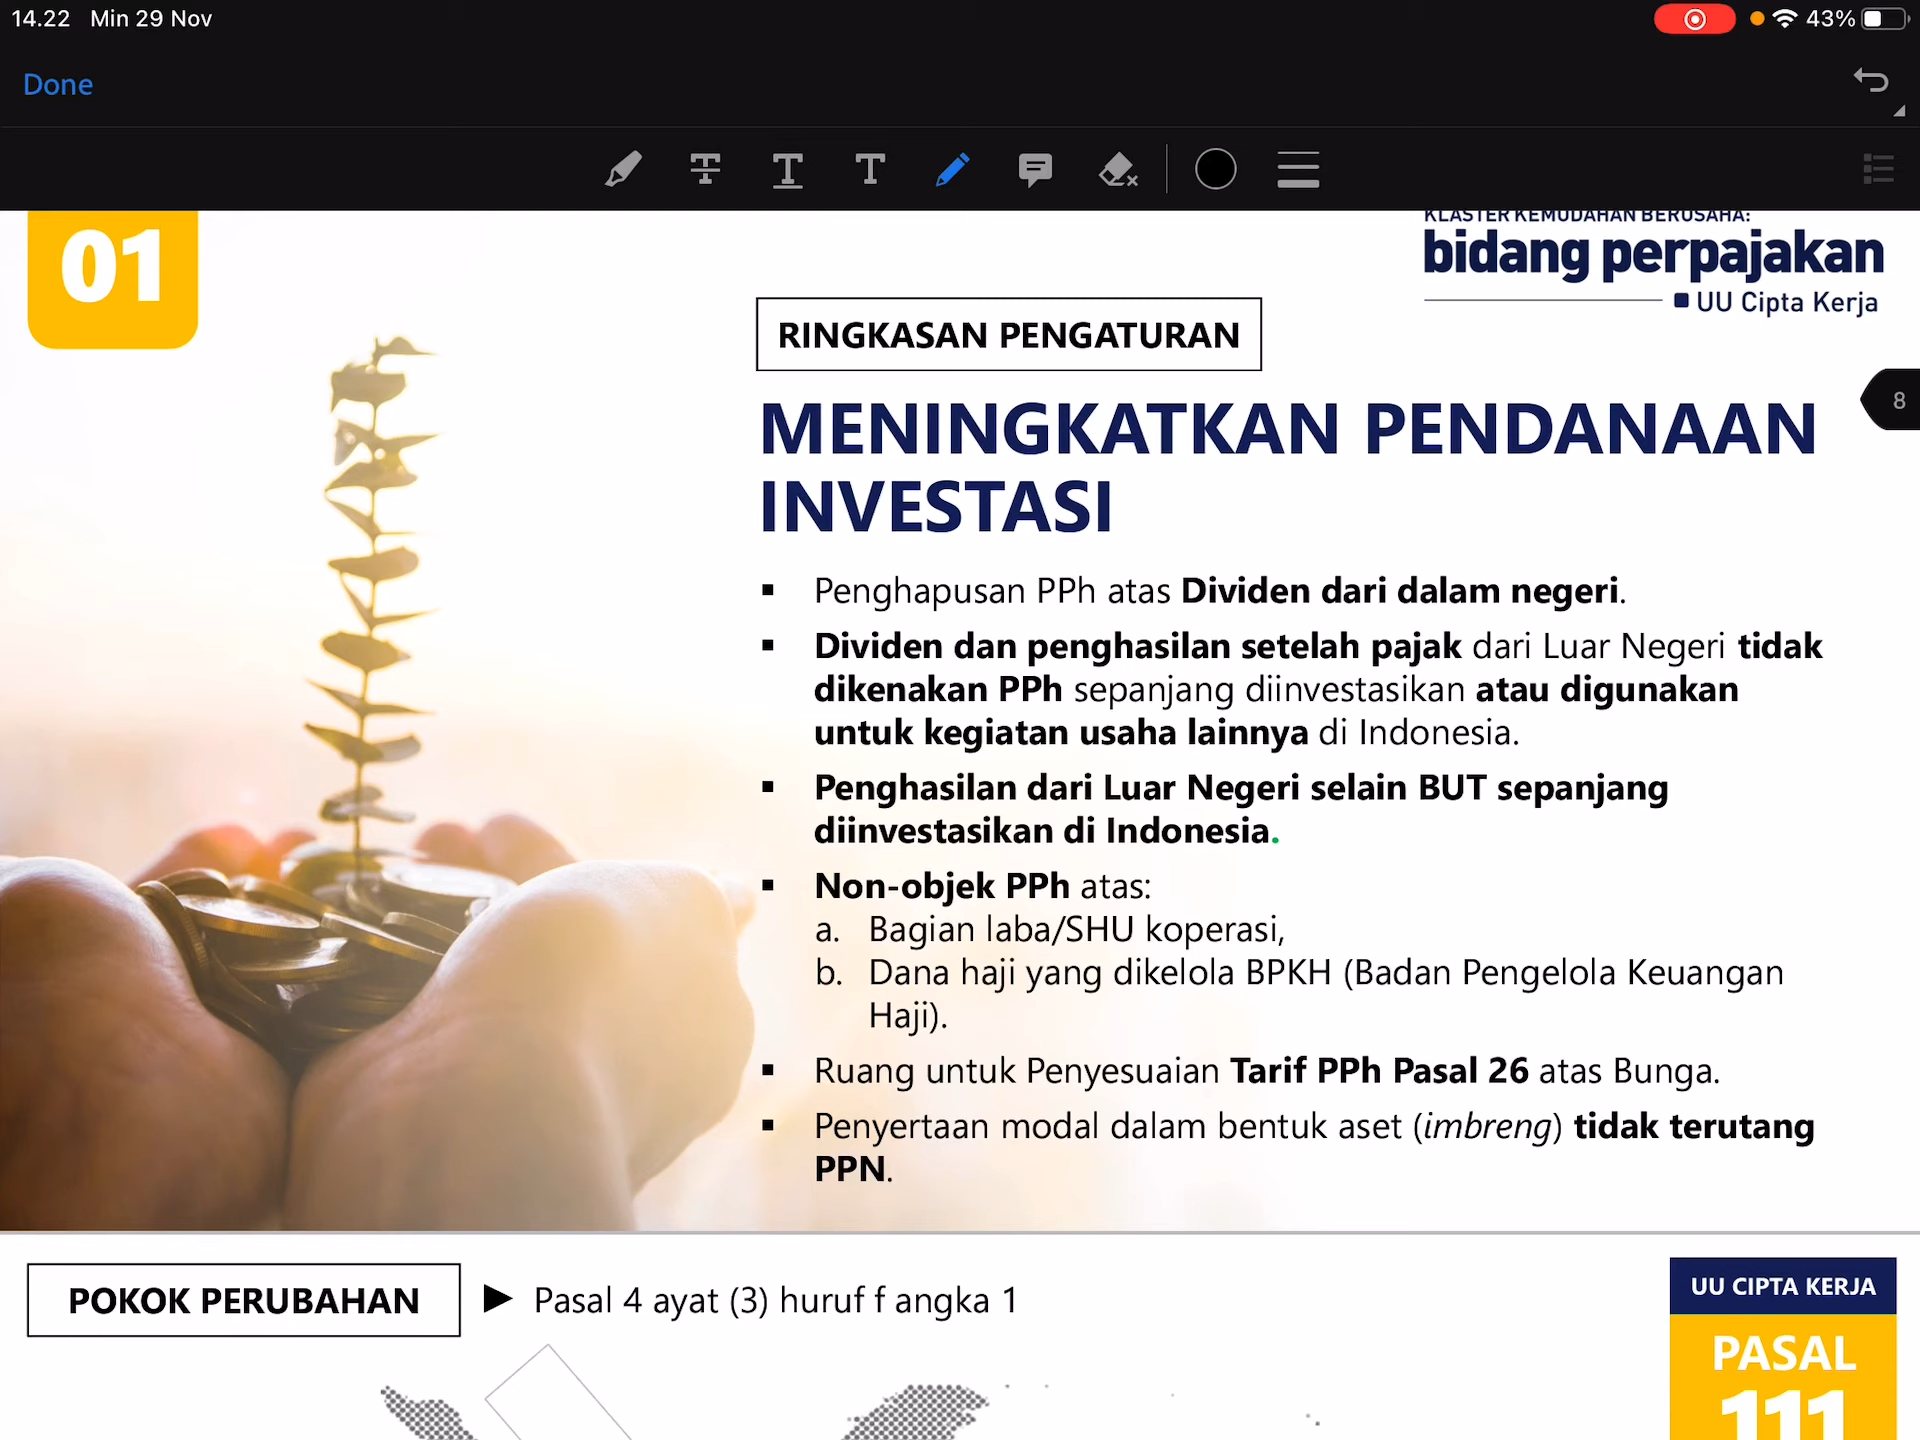 14.22 Min 29 Nov
43%
Done
01
KLASTER KEMUDAHAN BERUSAHA:
bidang perpajakan
UU Cipta Kerja
RINGKASAN PENGATURAN
8
MENINGKATKAN PENDANAAN
INVESTASI
▪ Penghapusan PPh atas Dividen dari dalam negeri.
▪ Dividen dan penghasilan setelah pajak dari Luar Negeri tidak
dikenakan PPh sepanjang diinvestasikan atau digunakan
untuk kegiatan usaha lainnya di Indonesia.
▪ Penghasilan dari Luar Negeri selain BUT sepanjang
diinvestasikan di Indonesia.
▪ Non-objek PPh atas:
a. Bagian laba/SHU koperasi,
b. Dana haji yang dikelola BPKH (Badan Pengelola Keuangan
Haji).
▪ Ruang untuk Penyesuaian Tarif PPh Pasal 26 atas Bunga.
▪ Penyertaan modal dalam bentuk aset (imbreng) tidak terutang
PPN.
POKOK PERUBAHAN
► Pasal 4 ayat (3) huruf f angka 1
UU CIPTA KERJA
PASAL
111